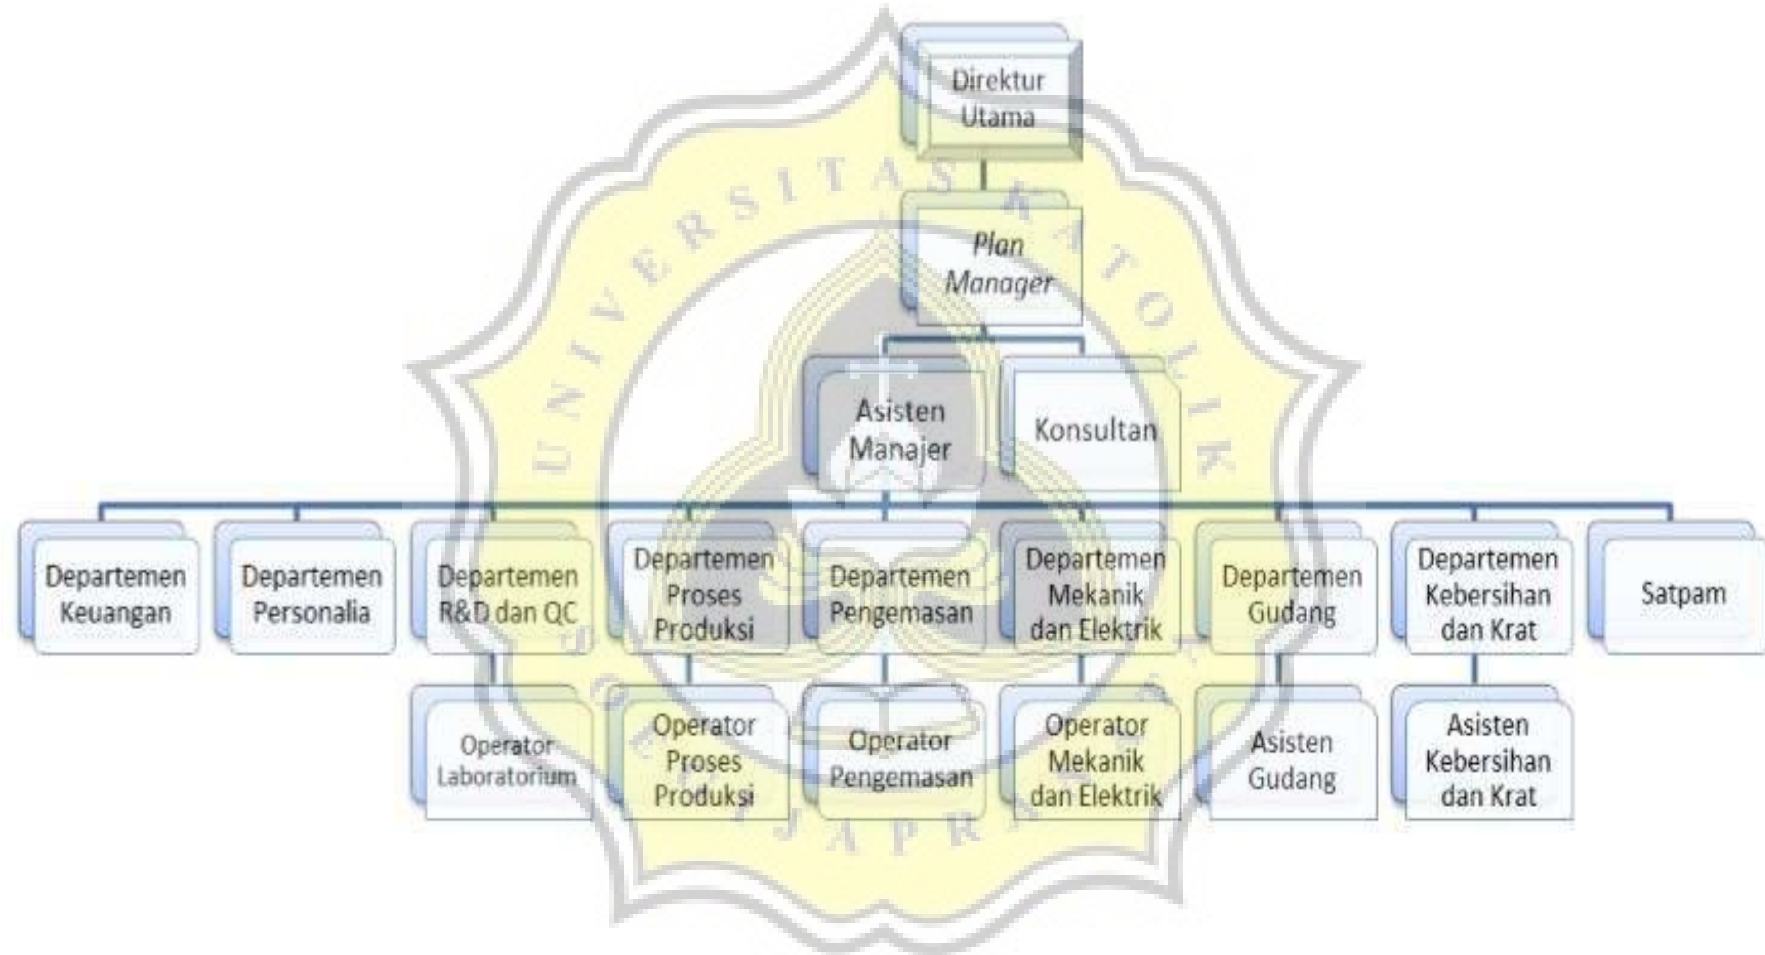 Direktur
Utama
Plan
Manager
Asisten
Manajer
Konsultan
Departemen
Keuangan
Departemen
Personalia
Departemen
R&D dan QC
Departemen
Proses
Produksi
Departemen
Pengemasan
Departemen
Mekanik
dan Elektrik
Departemen
Gudang
Departemen
Kebersihan
dan Krat
Satpam
Operator
Laboratorium
Operator
Proses
Produksi
Operator
Pengemasan
Operator
Mekanik
dan Elektrik
Asisten
Gudang
Asisten
Kebersihan
dan Krat
UNIVERSITAS KATOLIK